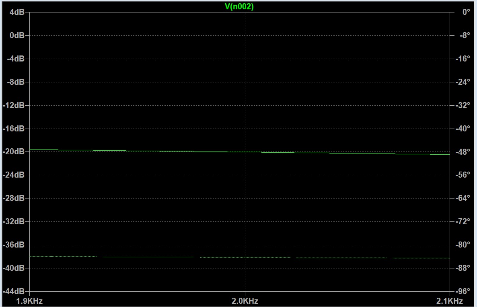 V(n002)
4dB 0°
0dB -8°
-4dB -16°
-8dB -24°
-12dB -32°
-16dB -40°
-20dB -48°
-24dB -56°
-28dB -64°
-32dB -72°
-36dB -80°
-40dB -88°
-44dB -96°
1.9KHz 2.0KHz 2.1KHz